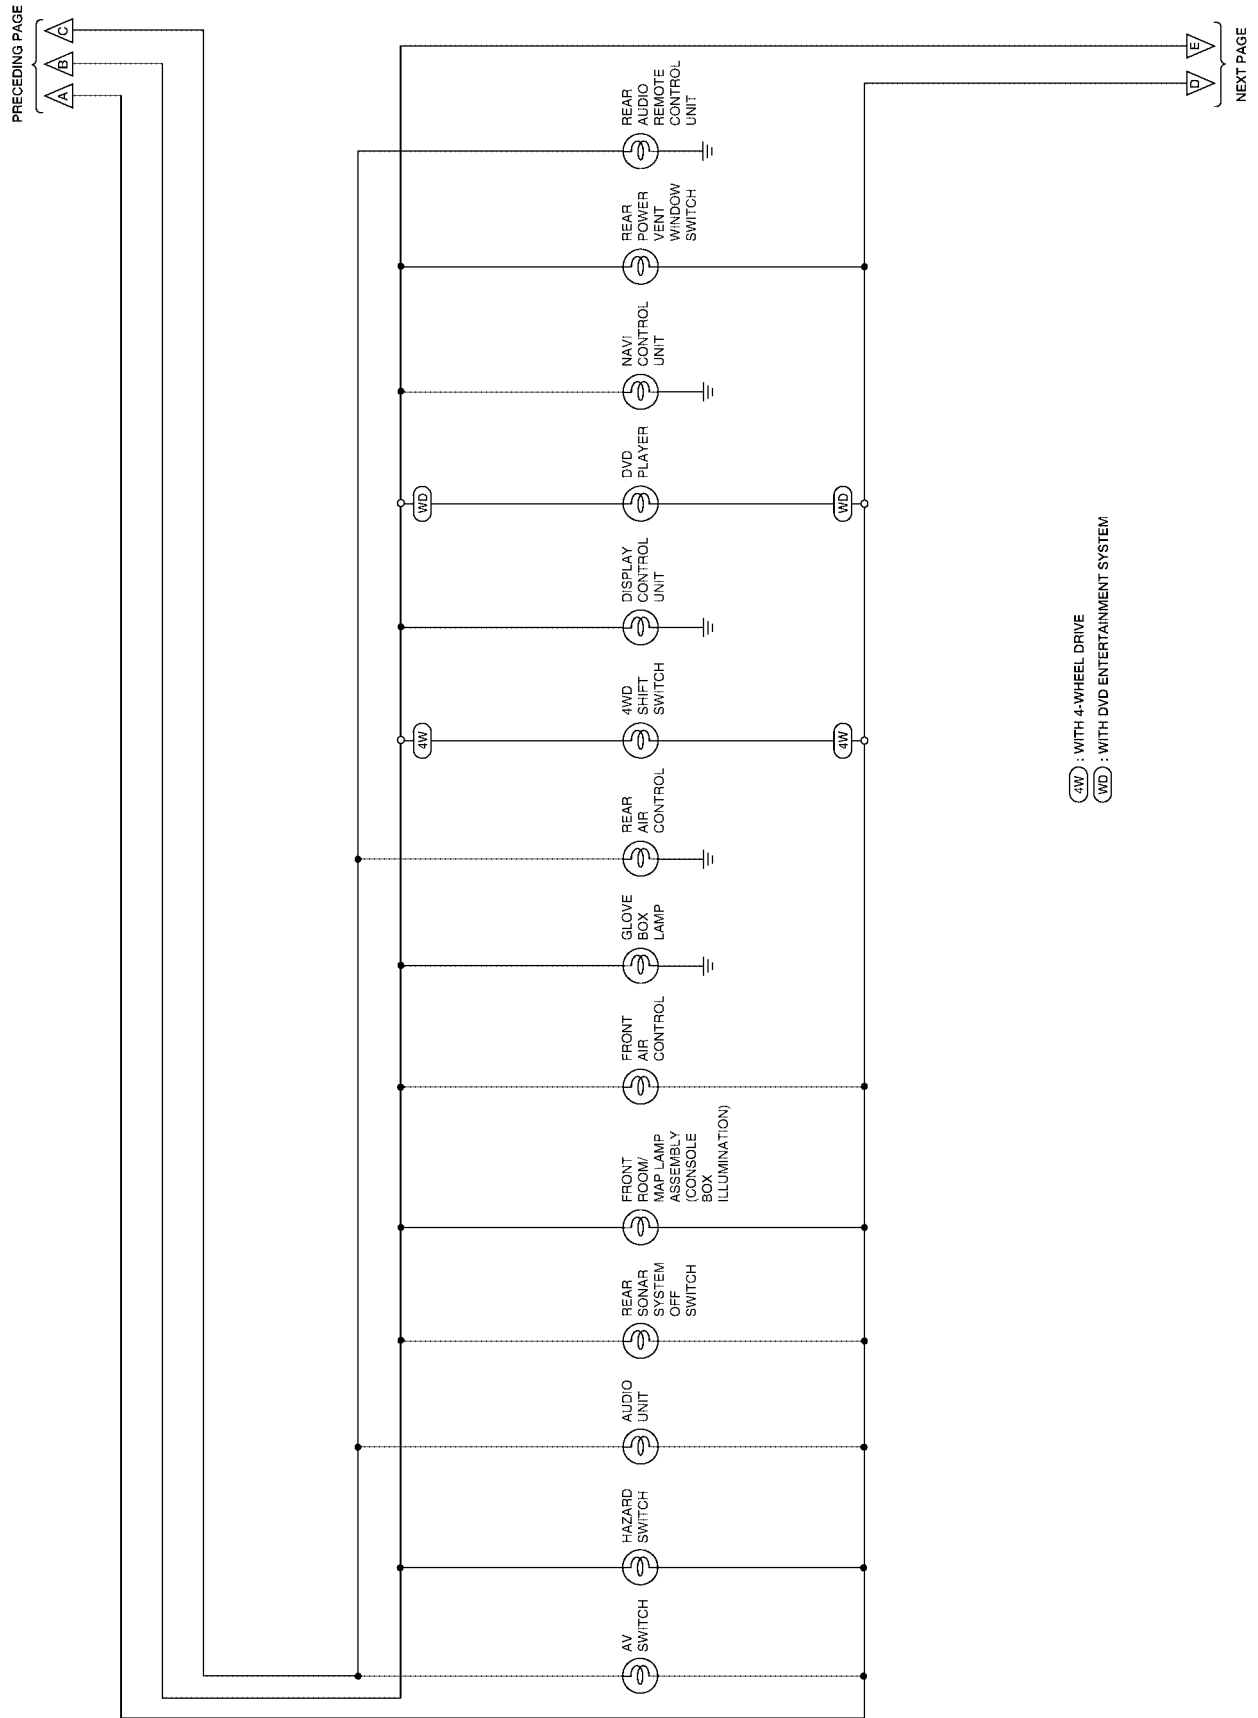 PRECEDING PAGE
A
B
C
AV
SWITCH
HAZARD
SWITCH
AUDIO
UNIT
REAR
SONAR
SYSTEM
OFF
SWITCH
FRONT
ROOM/
MAP LAMP
ASSEMBLY
(CONSOLE
BOX
ILLUMINATION)
FRONT
AIR
CONTROL
GLOVE
BOX
LAMP
REAR
AIR
CONTROL
4W
4WD
SHIFT
SWITCH
4W
DISPLAY
CONTROL
UNIT
WD
DVD
PLAYER
WD
NAVI
CONTROL
UNIT
REAR
POWER
VENT
WINDOW
SWITCH
REAR
AUDIO
REMOTE
CONTROL
UNIT
4W : WITH 4-WHEEL DRIVE
WD : WITH DVD ENTERTAINMENT SYSTEM
E
D
NEXT PAGE